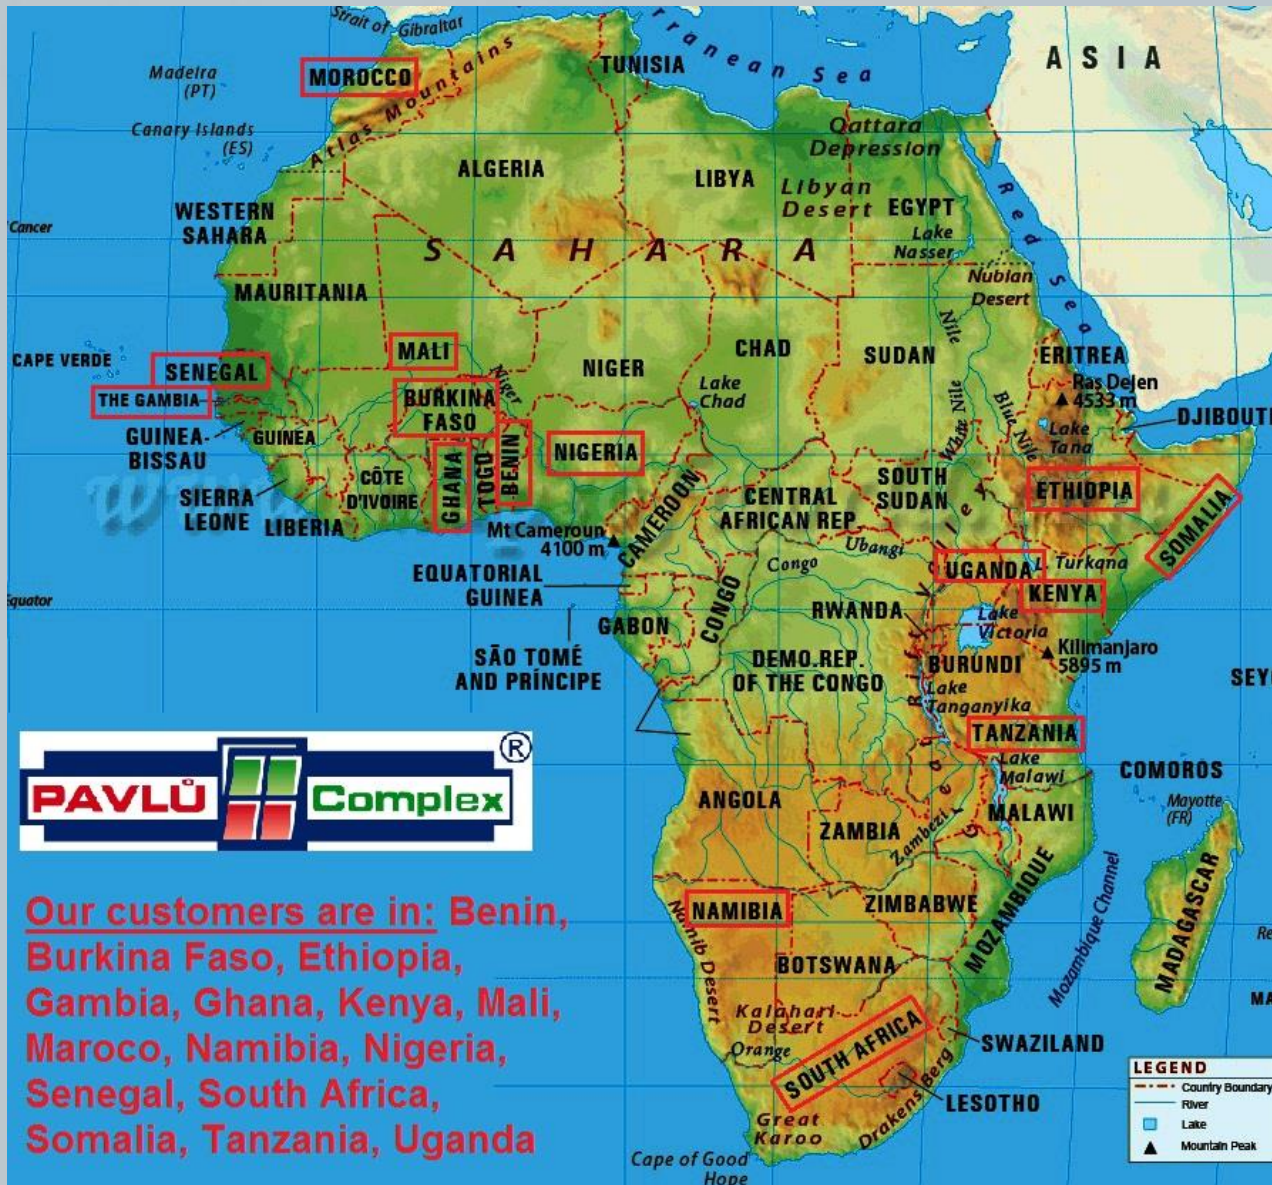 Strait of Gibraltar
Mediterranean Sea
ASIA
Madeira
(PT)
MOROCCO
TUNISIA
Atlas Mountains
Canary Islands
(ES)
Qattara
Depression
ALGERIA
LIBYA
Libyan
Desert
EGYPT
Red Sea
WESTERN
SAHARA
Cancer
Lake
Nasser
SAHARA
Nubian
Desert
MAURITANIA
Nile
CAPE VERDE
MALI
NIGER
CHAD
SUDAN
ERITREA
SENEGAL
Niger
Lake
Chad
Ras Dejen
4533 m
THE GAMBIA
BURKINA
FASO
White Nile
Blue Nile
Lake
Tana
DJIBOUTI
GUINEA-
BISSAU
GUINEA
NIGERIA
BENIN
TOGO
GHANA
CÔTE
D'IVOIRE
SIERRA
LEONE
LIBERIA
CENTRAL
AFRICAN REP.
SOUTH
SUDAN
ETHIOPIA
SOMALIA
Mt Cameroun
4100 m
CAMEROON
Ubangi
Congo
EQUATORIAL
GUINEA
UGANDA
L. Turkana
KENYA
Equator
GABON
CONGO
RWANDA
Lake
Victoria
SÃO TOMÉ
AND PRÍNCIPE
DEMO.REP.
OF THE CONGO
BURUNDI
Kilimanjaro
5895 m
Great Rift Valley
Lake
Tanganyika
SEY
TANZANIA
Lake
Malawi
COMOROS
PAVLŮ Complex ®
ANGOLA
ZAMBIA
Zambezi
MALAWI
Mayotte
(FR)
MOZAMBIQUE
Mozambique Channel
MADAGASCAR
NAMIBIA
ZIMBABWE
Namib Desert
BOTSWANA
Re
MA
Kalahari
Desert
Orange
SOUTH AFRICA
SWAZILAND
Drakens Berg
LESOTHO
Great
Karoo
Cape of Good
Hope
Our customers are in: Benin,
Burkina Faso, Ethiopia,
Gambia, Ghana, Kenya, Mali,
Maroco, Namibia, Nigeria,
Senegal, South Africa,
Somalia, Tanzania, Uganda
LEGEND
Country Boundary
River
Lake
Mountain Peak